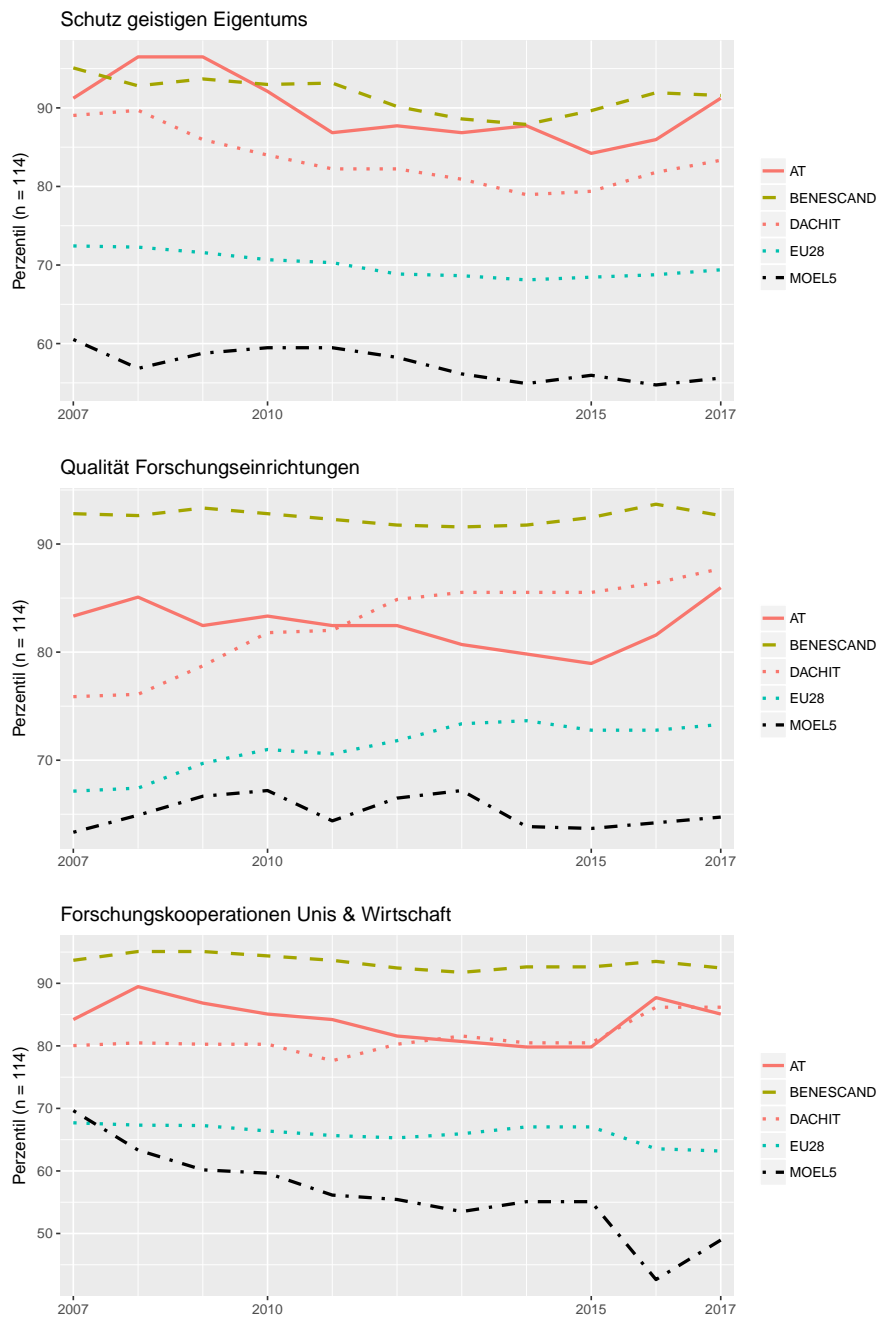 Schutz geistigen Eigentums
Perzentil (n = 114)
90
80
70
60
2007
2010
2015
2017
AT
BENESCAND
DACHIT
EU28
MOEL5
Qualität Forschungseinrichtungen
Perzentil (n = 114)
90
80
70
2007
2010
2015
2017
AT
BENESCAND
DACHIT
EU28
MOEL5
Forschungskooperationen Unis & Wirtschaft
Perzentil (n = 114)
90
80
70
60
50
2007
2010
2015
2017
AT
BENESCAND
DACHIT
EU28
MOEL5